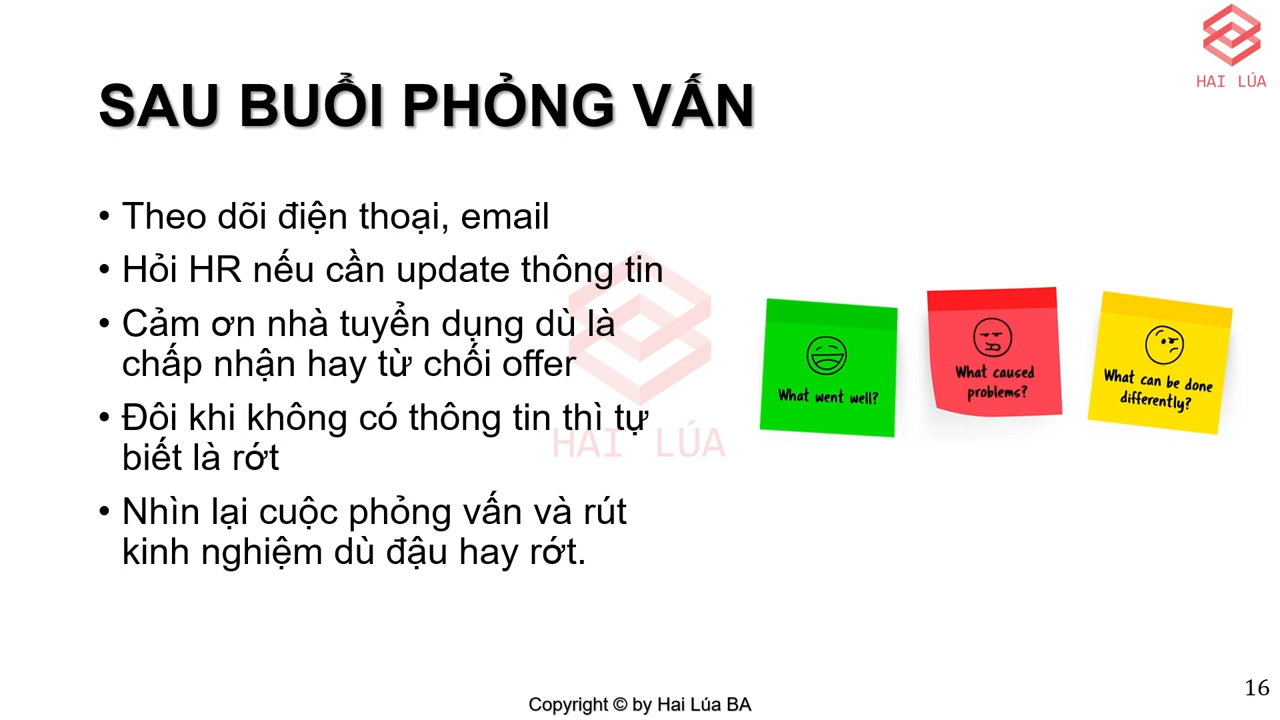 HAI LÚA
SAU BUỔI PHỎNG VẤN
• Theo dõi điện thoại, email
• Hỏi HR nếu cần update thông tin
• Cảm ơn nhà tuyển dụng dù là
chấp nhận hay từ chối offer
• Đôi khi không có thông tin thì tự
biết là rớt
• Nhìn lại cuộc phỏng vấn và rút
kinh nghiệm dù đậu hay rớt.
HAI LÚA
What went well?
What caused
problems?
What can be done
differently?
Copyright © by Hai Lúa BA
16